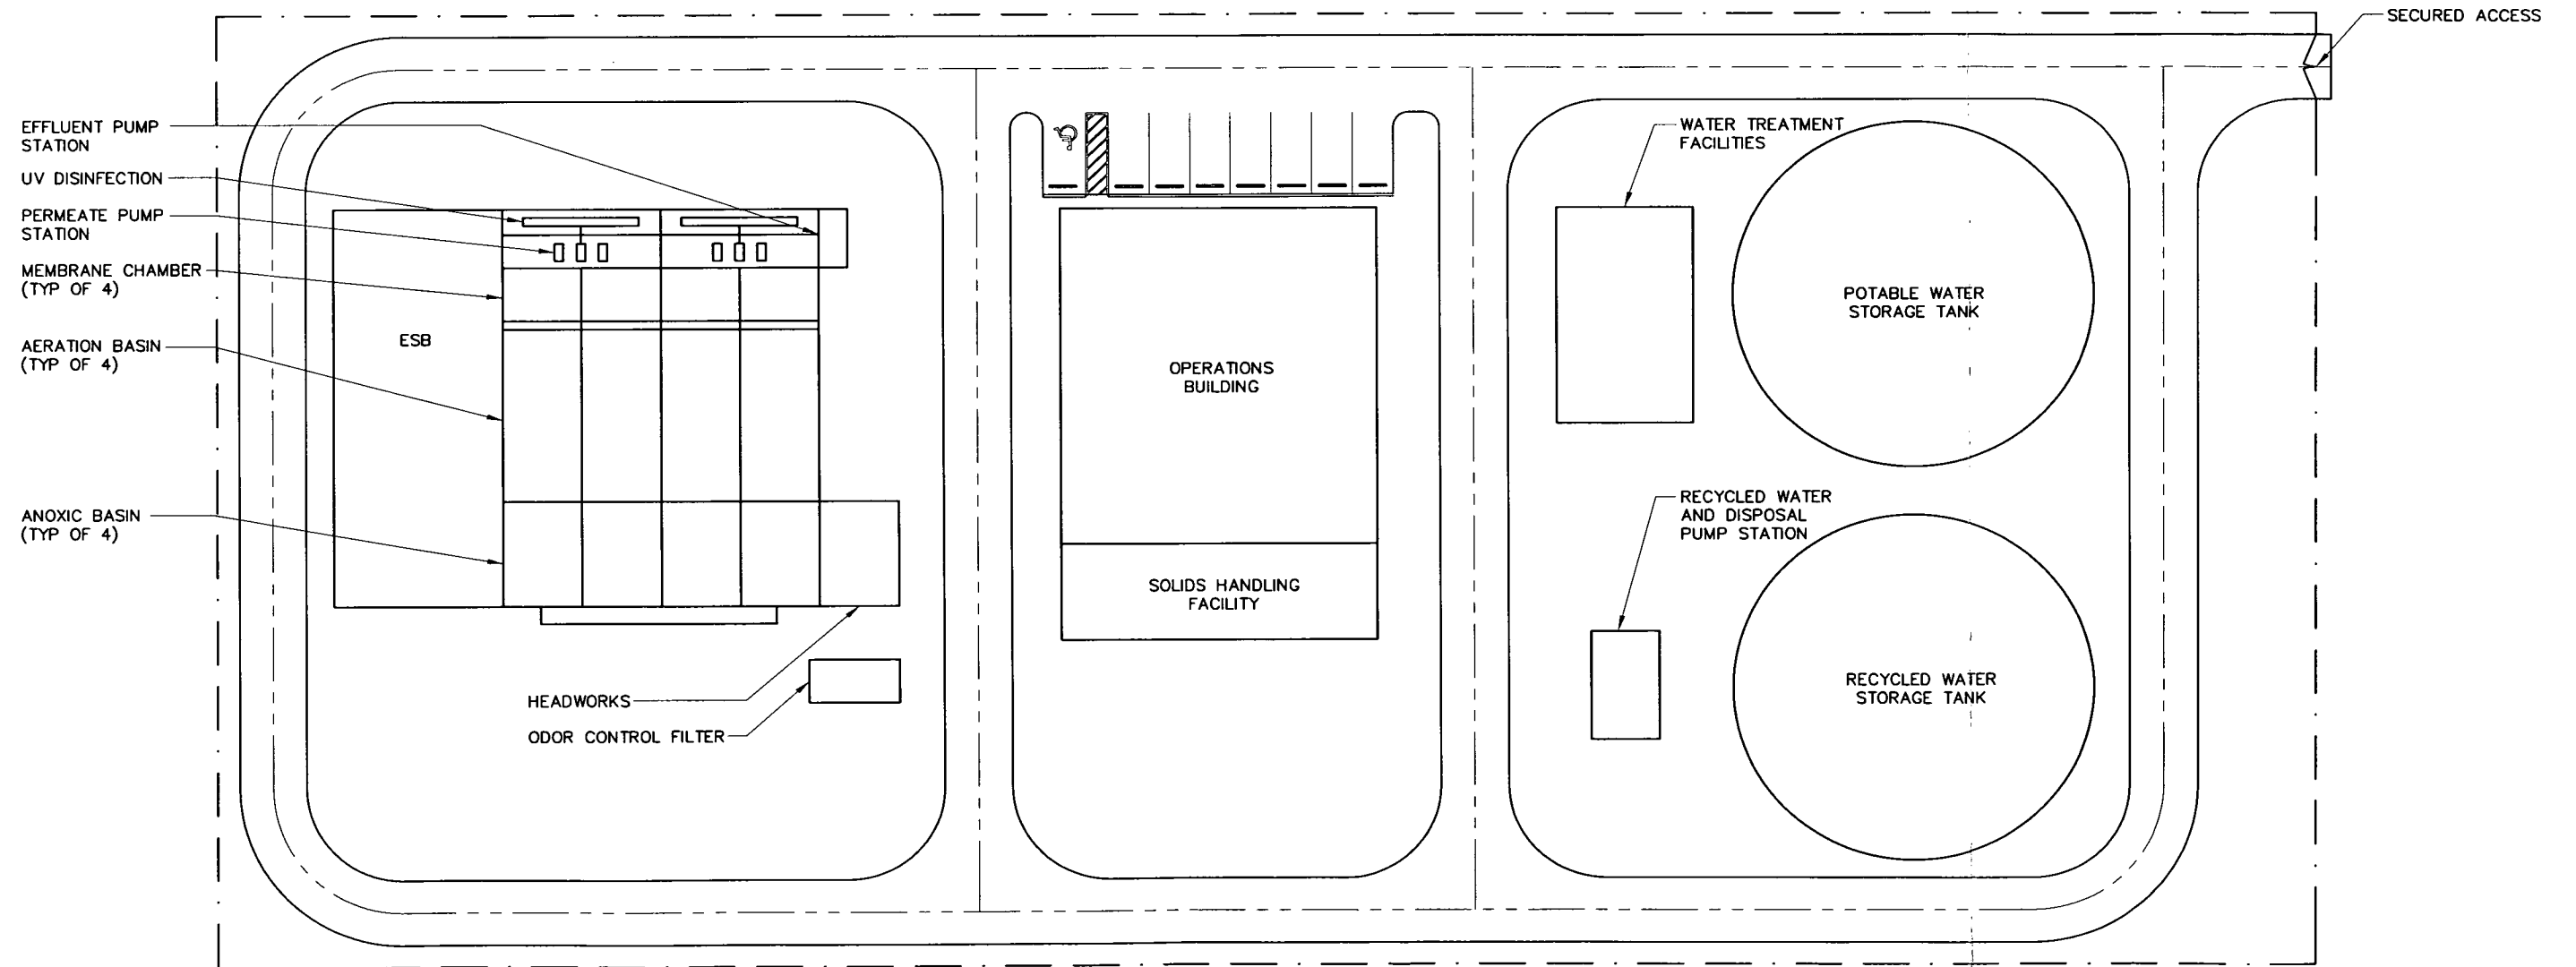 SECURED ACCESS
EFFLUENT PUMP
STATION
UV DISINFECTION
PERMEATE PUMP
STATION
MEMBRANE CHAMBER
(TYP OF 4)
AERATION BASIN
(TYP OF 4)
ANOXIC BASIN
(TYP OF 4)
ESB
HEADWORKS
ODOR CONTROL FILTER
OPERATIONS
BUILDING
SOLIDS HANDLING
FACILITY
WATER TREATMENT
FACILITIES
POTABLE WATER
STORAGE TANK
RECYCLED WATER
AND DISPOSAL
PUMP STATION
RECYCLED WATER
STORAGE TANK